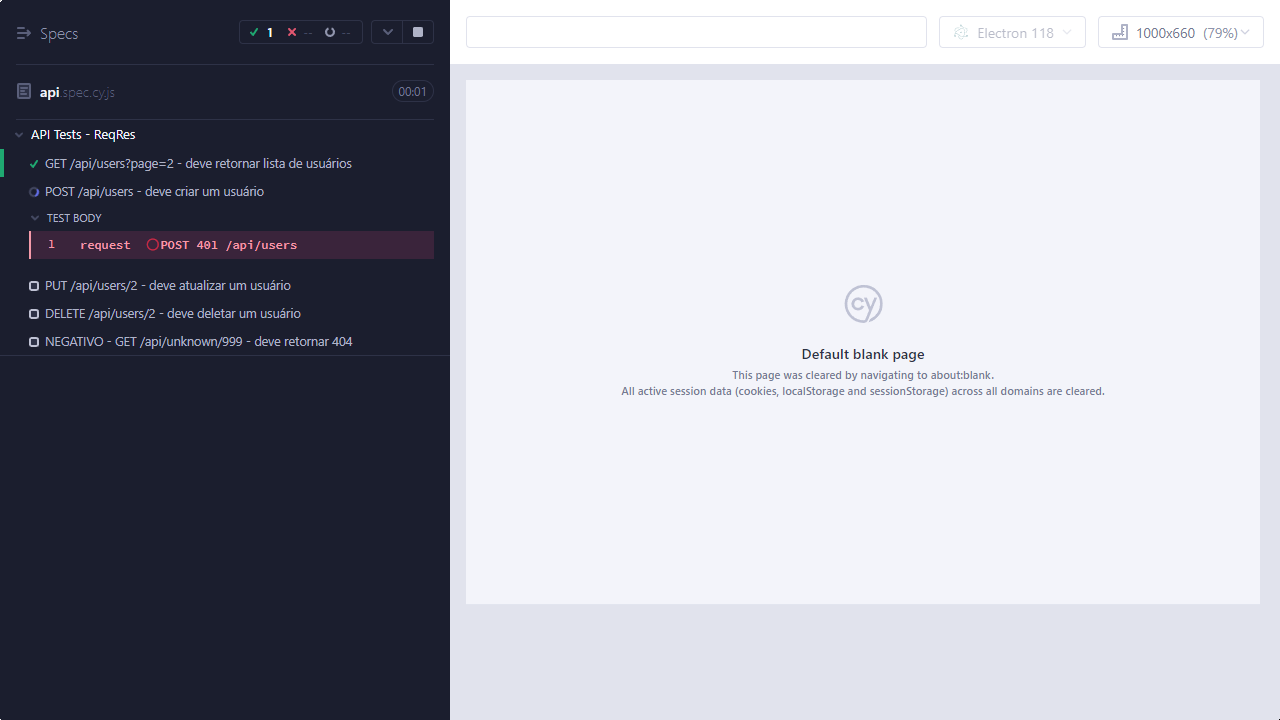 Specs
1 -- --
Electron 118
1000x660 (79%)
api.spec.cy.js
00:01
API Tests - ReqRes
GET /api/users?page=2 - deve retornar lista de usuários
POST /api/users - deve criar um usuário
TEST BODY
1 request POST 401 /api/users
PUT /api/users/2 - deve atualizar um usuário
DELETE /api/users/2 - deve deletar um usuário
NEGATIVO - GET /api/unknown/999 - deve retornar 404
cy
Default blank page
This page was cleared by navigating to about:blank.
All active session data (cookies, localStorage and sessionStorage) across all domains are cleared.